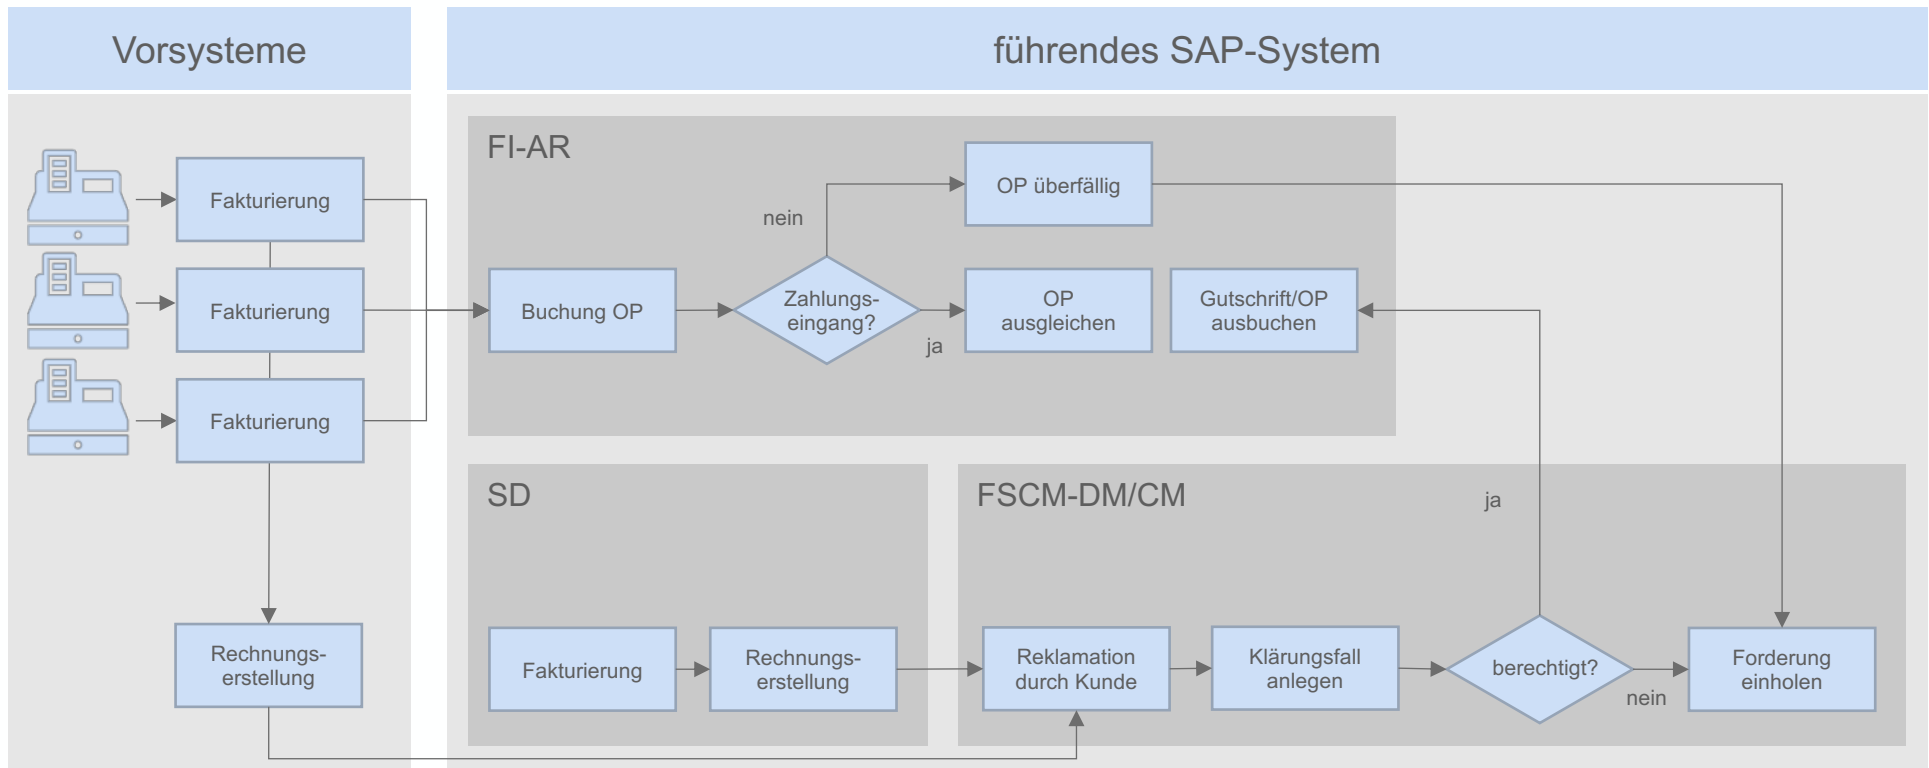 Vorsysteme
führendes SAP-System
Fakturierung
Fakturierung
Fakturierung
Rechnungs-
erstellung
FI-AR
OP überfällig
nein
Buchung OP
Zahlungs-
eingang?
ja
OP
ausgleichen
Gutschrift/OP
ausbuchen
SD
Fakturierung
Rechnungs-
erstellung
FSCM-DM/CM
ja
Reklamation
durch Kunde
Klärungsfall
anlegen
berechtigt?
nein
Forderung
einholen